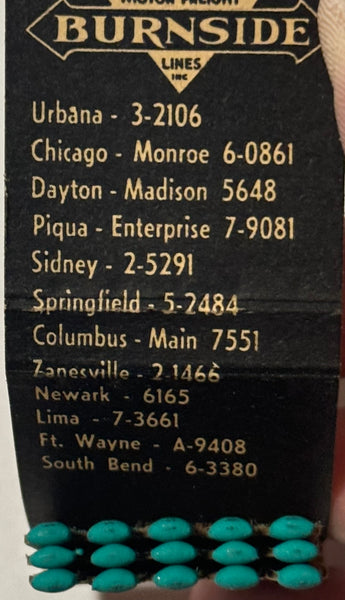 MOTOR FREIGHT
BURNSIDE
LINES
INC
Urbana - 3-2106
Chicago - Monroe 6-0861
Dayton - Madison 5648
Piqua - Enterprise 7-9081
Sidney - 2-5291
Springfield - 5-2484
Columbus - Main 7551
Zanesville - 2-1466
Newark - 6165
Lima - 7-3661
Ft. Wayne - A-9408
South Bend - 6-3380